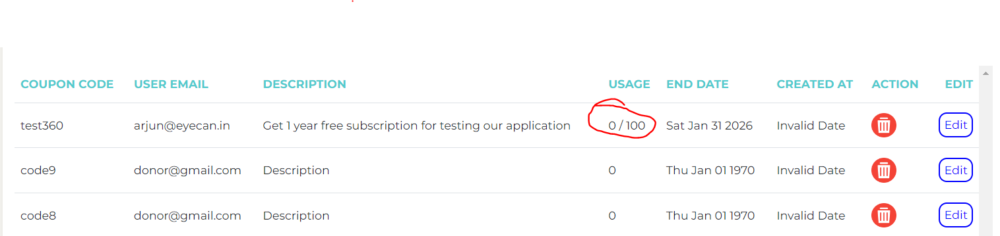 COUPON CODE USER EMAIL DESCRIPTION USAGE END DATE CREATED AT ACTION EDIT
test360 arjun@eyecan.in Get 1 year free subscription for testing our application 0 / 100 Sat Jan 31 2026 Invalid Date Edit
code9 donor@gmail.com Description 0 Thu Jan 01 1970 Invalid Date Edit
code8 donor@gmail.com Description 0 Thu Jan 01 1970 Invalid Date Edit